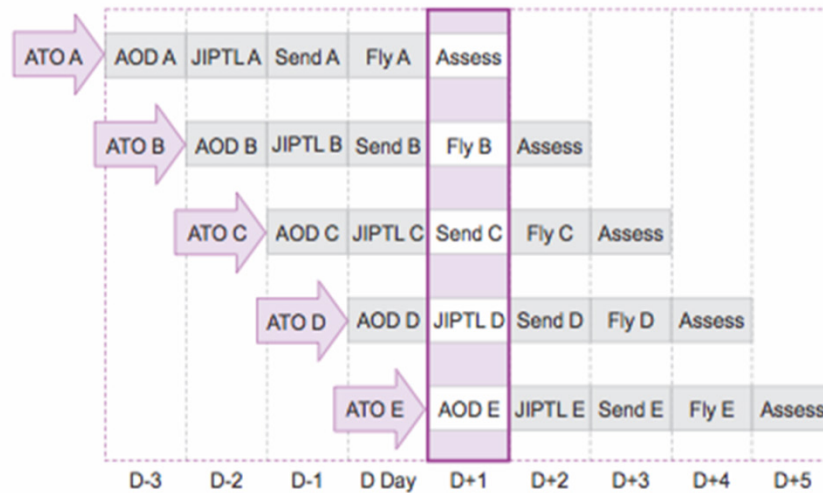 ATO A AOD A JIPTL A Send A Fly A Assess
ATO B AOD B JIPTL B Send B Fly B Assess
ATO C AOD C JIPTL C Send C Fly C Assess
ATO D AOD D JIPTL D Send D Fly D Assess
ATO E AOD E JIPTL E Send E Fly E Assess
D-3 D-2 D-1 D Day D+1 D+2 D+3 D+4 D+5